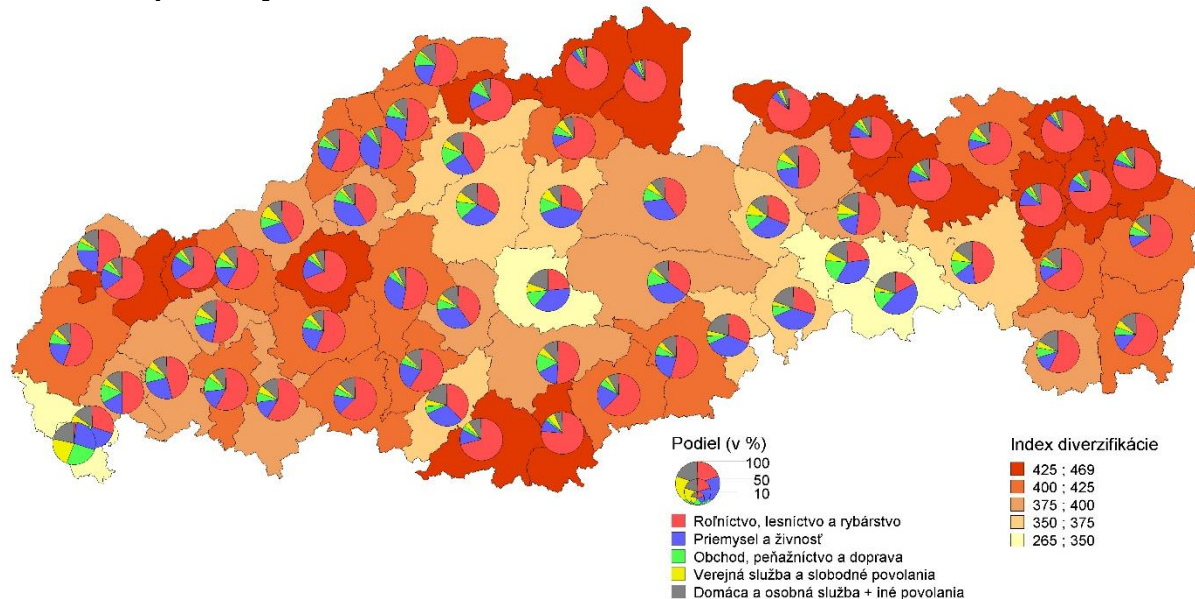 Podiel (v %)
100
50
10
Roľníctvo, lesníctvo a rybárstvo
Priemysel a živnosť
Obchod, peňažníctvo a doprava
Verejná služba a slobodné povolania
Domáca a osobná služba + iné povolania
Index diverzifikácie
425 ; 469
400 ; 425
375 ; 400
350 ; 375
265 ; 350